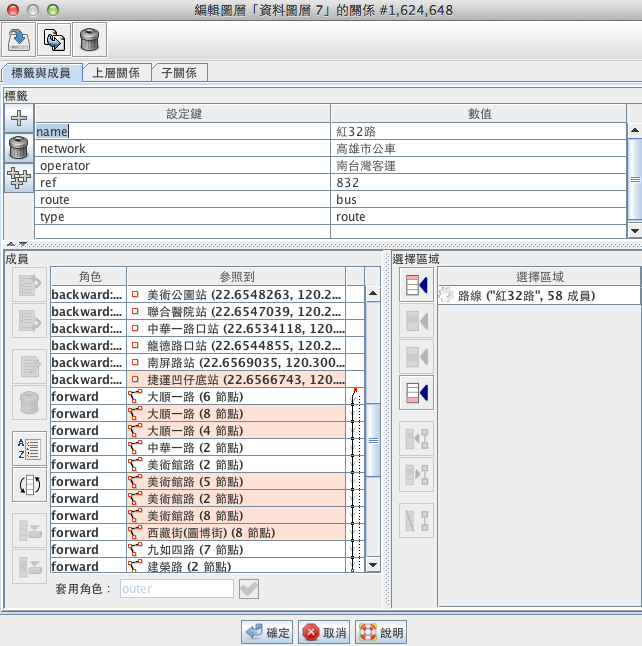 編輯圖層「資料圖層 7」的關係 #1,624,648
標籤與成員 上層關係 子關係
標籤
設定鍵 數值
name 紅32路
network 高雄市公車
operator 南台灣客運
ref 832
route bus
type route
成員 選擇區域
角色 參照到 選擇區域
backward:... 美術公園站 (22.6548263, 120.2... 路線 ("紅32路", 58 成員)
backward:... 聯合醫院站 (22.6547039, 120.2...
backward:... 中華一路口站 (22.6534118, 120....
backward:... 龍德路口站 (22.6544855, 120.2...
backward:... 南屏路站 (22.6569035, 120.300...
backward:... 捷運凹仔底站 (22.6566743, 120....
forward 大順一路 (6 節點)
forward 大順一路 (8 節點)
forward 大順一路 (4 節點)
forward 中華一路 (2 節點)
forward 美術館路 (2 節點)
forward 美術館路 (5 節點)
forward 美術館路 (2 節點)
forward 美術館路 (8 節點)
forward 西藏街(圖博街) (8 節點)
forward 九如四路 (7 節點)
forward 建榮路 (2 節點)
套用角色： outer
確定 取消 說明